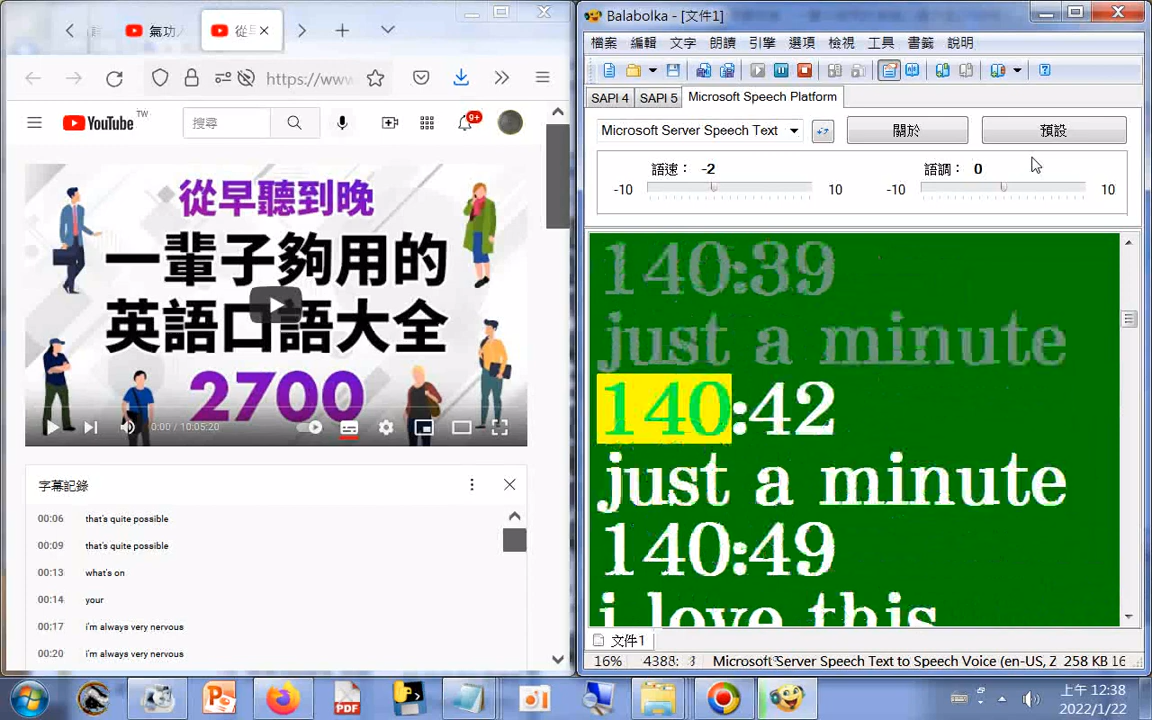 氣功
從
https://www
YouTube TW
搜尋
9+
從早聽到晚
一輩子夠用的
英語口語大全
2700
0:00 / 10:05:20
字幕記錄
00:06 that's quite possible
00:09 that's quite possible
00:13 what's on
00:14 your
00:17 i'm always very nervous
00:20 i'm always very nervous
Balabolka - [文件1]
檔案 編輯 文字 朗讀 引擎 選項 檢視 工具 書籤 說明
SAPI 4 SAPI 5 Microsoft Speech Platform
Microsoft Server Speech Text 關於 預設
語速： -2 語調： 0
-10 10 -10 10
140:39
just a minute
140:42
just a minute
140:49
i love this
文件1
16% 4388: Microsoft Server Speech Text to Speech Voice (en-US, Z 258 KB 16
PDF
上午 12:38
2022/1/22